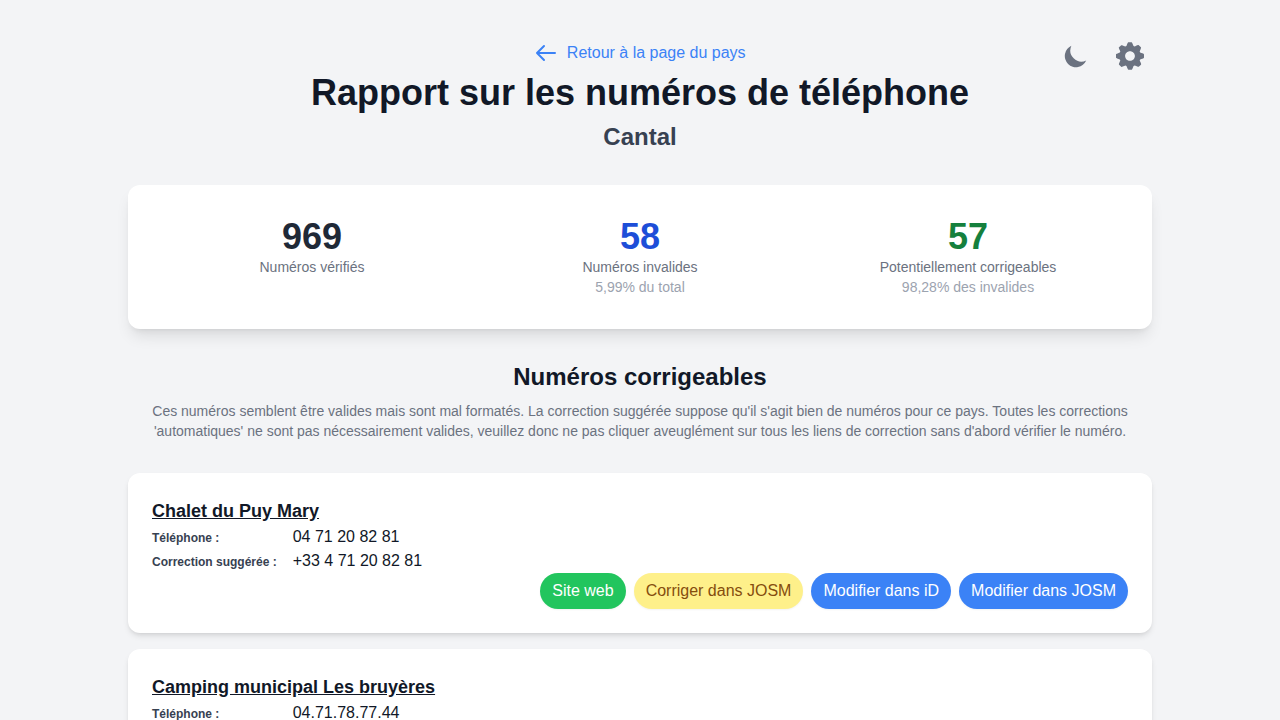 Retour à la page du pays
Rapport sur les numéros de téléphone
Cantal
969
Numéros vérifiés
58
Numéros invalides
5,99% du total
57
Potentiellement corrigeables
98,28% des invalides
Numéros corrigeables
Ces numéros semblent être valides mais sont mal formatés. La correction suggérée suppose qu'il s'agit bien de numéros pour ce pays. Toutes les corrections
'automatiques' ne sont pas nécessairement valides, veuillez donc ne pas cliquer aveuglément sur tous les liens de correction sans d'abord vérifier le numéro.
Chalet du Puy Mary
Téléphone : 04 71 20 82 81
Correction suggérée : +33 4 71 20 82 81
Site web Corriger dans JOSM Modifier dans iD Modifier dans JOSM
Camping municipal Les bruyères
Téléphone : 04.71.78.77.44